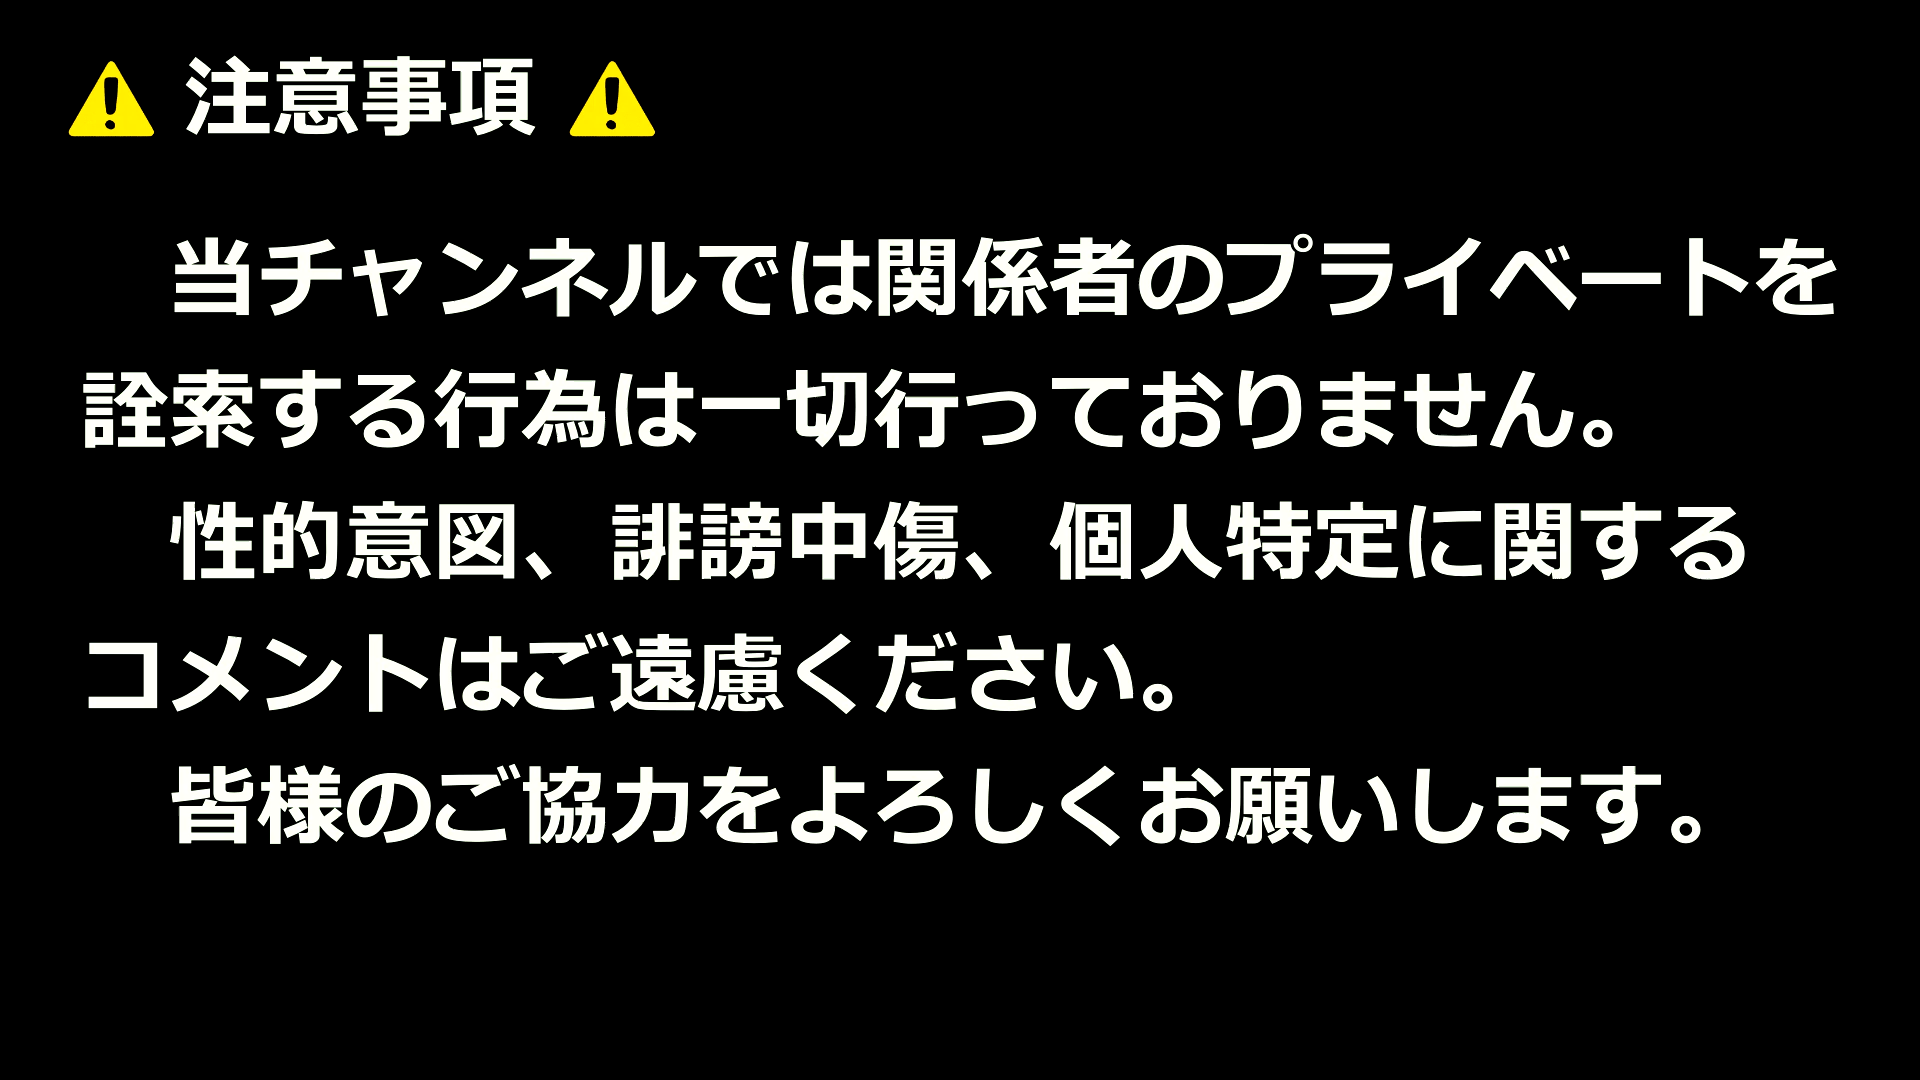 ⚠ 注意事項 ⚠
当チャンネルでは関係者のプライベートを
詮索する行為は一切行っておりません。
性的意図、誹謗中傷、個人特定に関する
コメントはご遠慮ください。
皆様のご協力をよろしくお願いします。